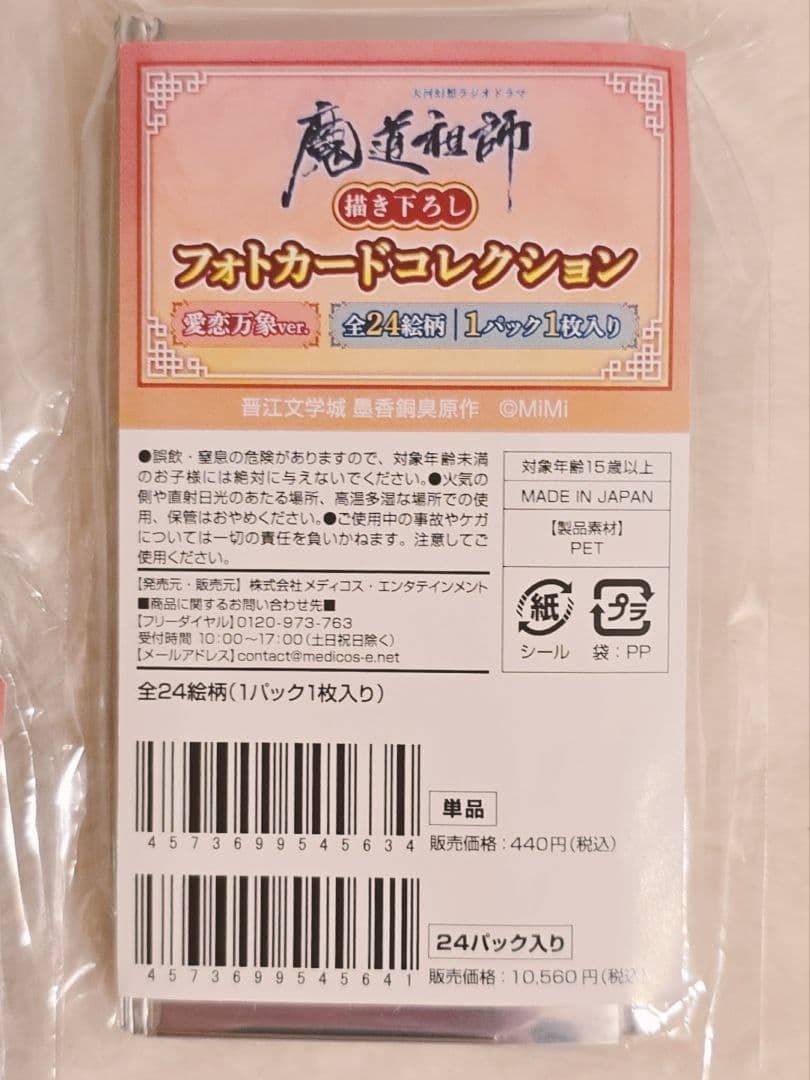 大河幻想ラジオドラマ
魔道祖師
描き下ろし
フォトカードコレクション
愛恋万象ver.
全24絵柄|1パック1枚入り
晋江文学城 墨香銅臭原作 ©MiMi
●誤飲・窒息の危険がありますので、対象年齢未満
のお子様には絶対に与えないでください。●火気の
側や直射日光のあたる場所、高温多湿な場所での使
用、保管はおやめください。●ご使用中の事故やケガ
については一切の責任を負いかねます。注意してご
使用ください。
【発売元・販売元】株式会社メディコス・エンタテインメント
■商品に関するお問い合わせ先■
【フリーダイヤル】0120-973-763
受付時間 10:00〜17:00(土日祝日除く)
【メールアドレス】contact@medicos-e.net
対象年齢15歳以上
MADE IN JAPAN
【製品素材】
PET
紙
プラ
シール
袋:PP
全24絵柄(1パック1枚入り)
単品
4573699545634
販売価格:440円(税込)
24パック入り
4573699545641
販売価格:10,560円(税込